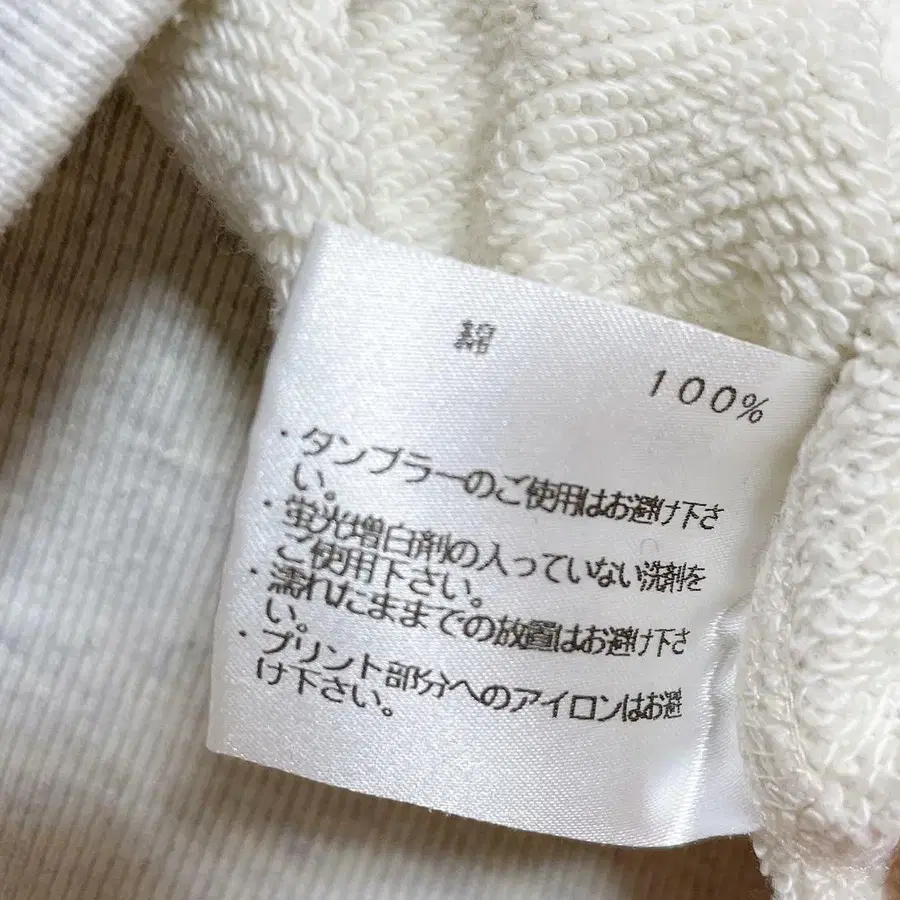 綿
100%
・タンブラーのご使用はお避け下さ
い。
・蛍光増白剤の入っていない洗剤を
ご使用下さい。
・濡れたままでの放置はお避け下さ
い。
・プリント部分へのアイロンはお避
け下さい。